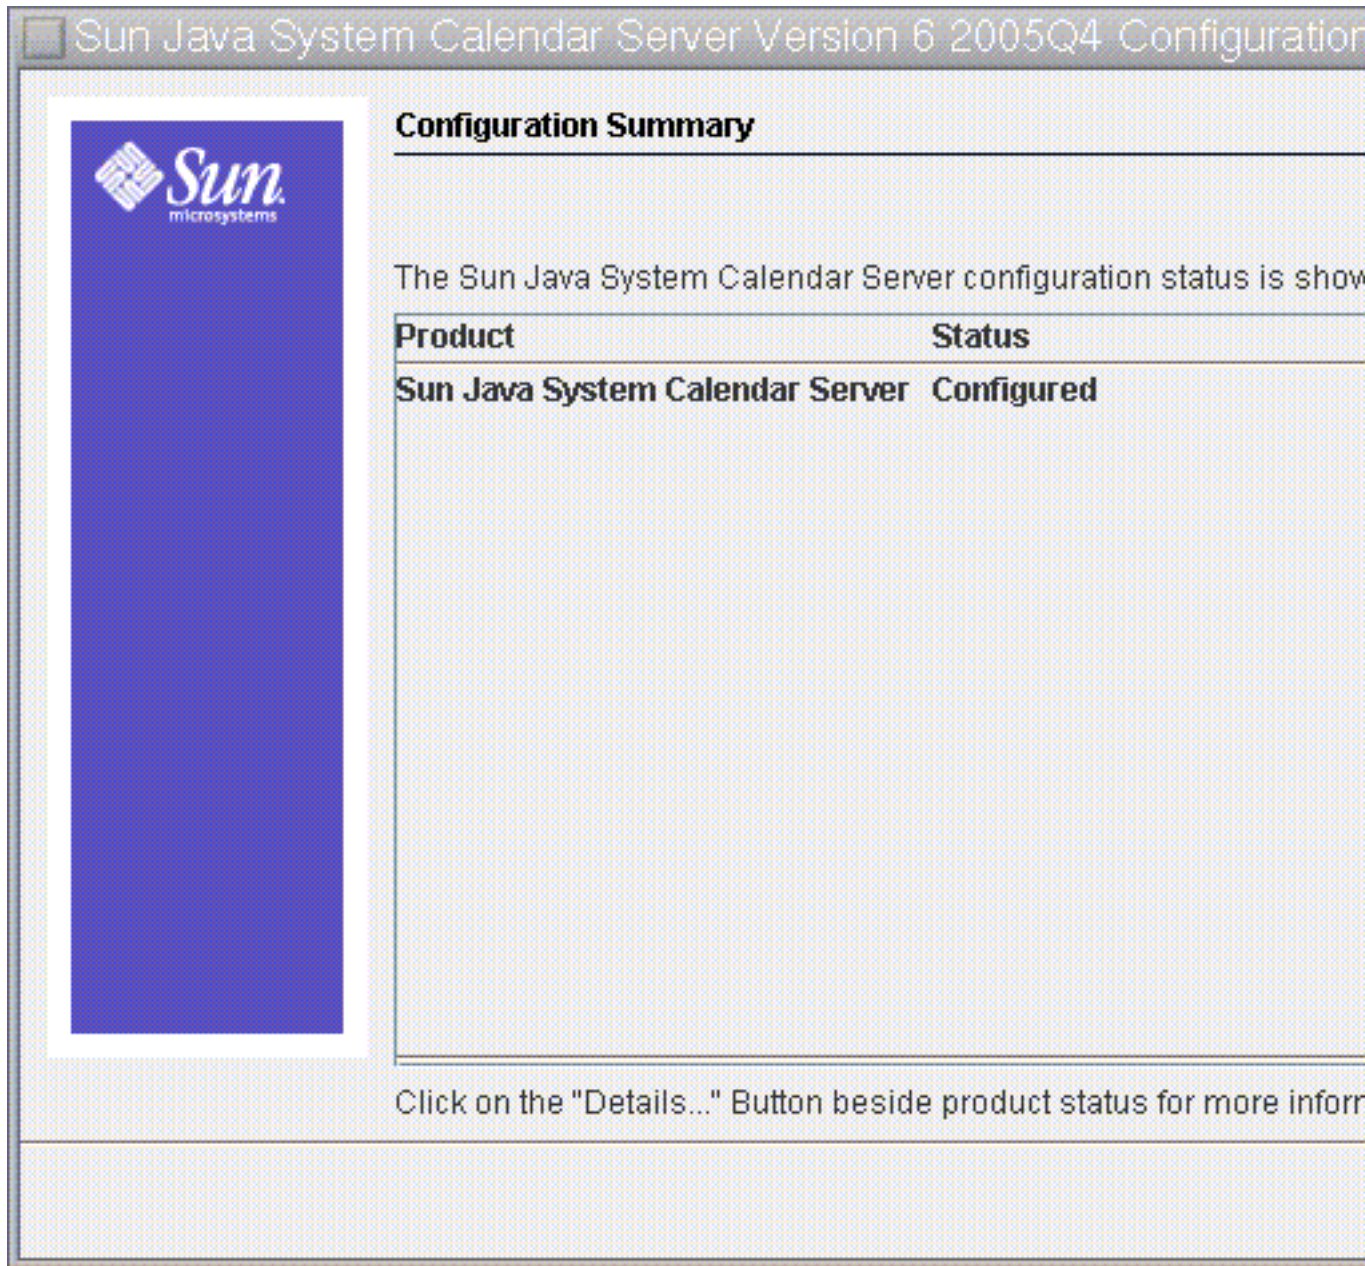 Sun Java System Calendar Server Version 6 2005Q4 Configuration
Sun
microsystems
Configuration Summary
The Sun Java System Calendar Server configuration status is show
Product Status
Sun Java System Calendar Server Configured
Click on the "Details..." Button beside product status for more